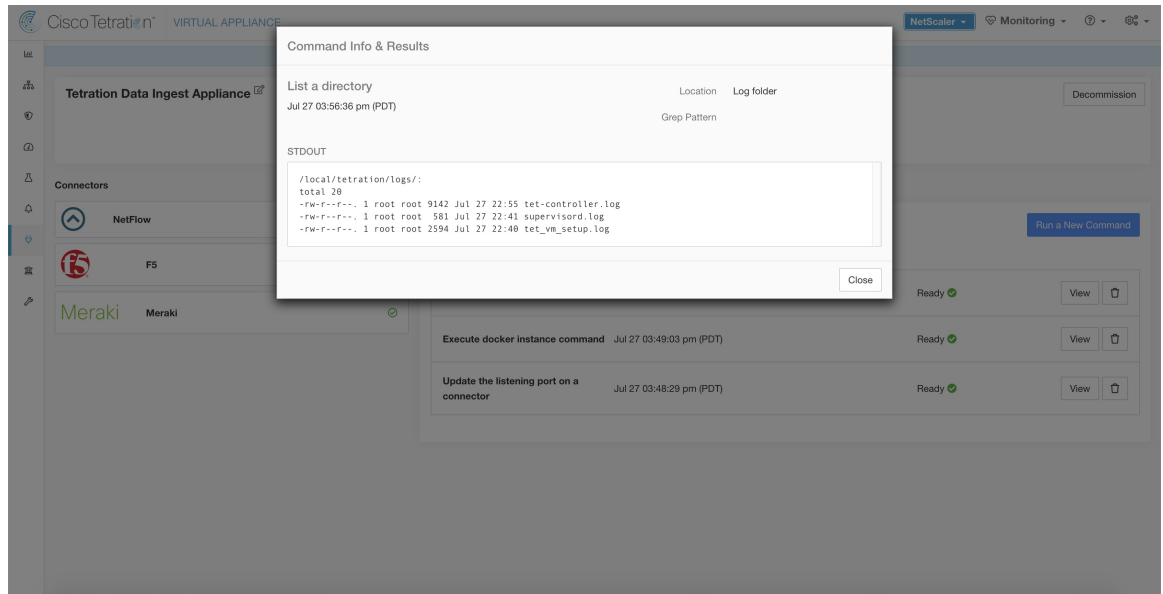 Cisco Tetration™ VIRTUAL APPLIANCE
NetScaler
Monitoring
Tetration Data Ingest Appliance
Decommission
Command Info & Results
List a directory
Jul 27 03:56:36 pm (PDT)
Location Log folder
Grep Pattern
STDOUT
/local/tetration/logs/:
total 20
-rw-r--r--. 1 root root 9142 Jul 27 22:55 tet-controller.log
-rw-r--r--. 1 root root  581 Jul 27 22:41 supervisord.log
-rw-r--r--. 1 root root 2594 Jul 27 22:40 tet_vm_setup.log
Close
Connectors
NetFlow
f5 F5
Meraki Meraki
Run a New Command
Ready View
Execute docker instance command Jul 27 03:49:03 pm (PDT) Ready View
Update the listening port on a
connector
Jul 27 03:48:29 pm (PDT) Ready View